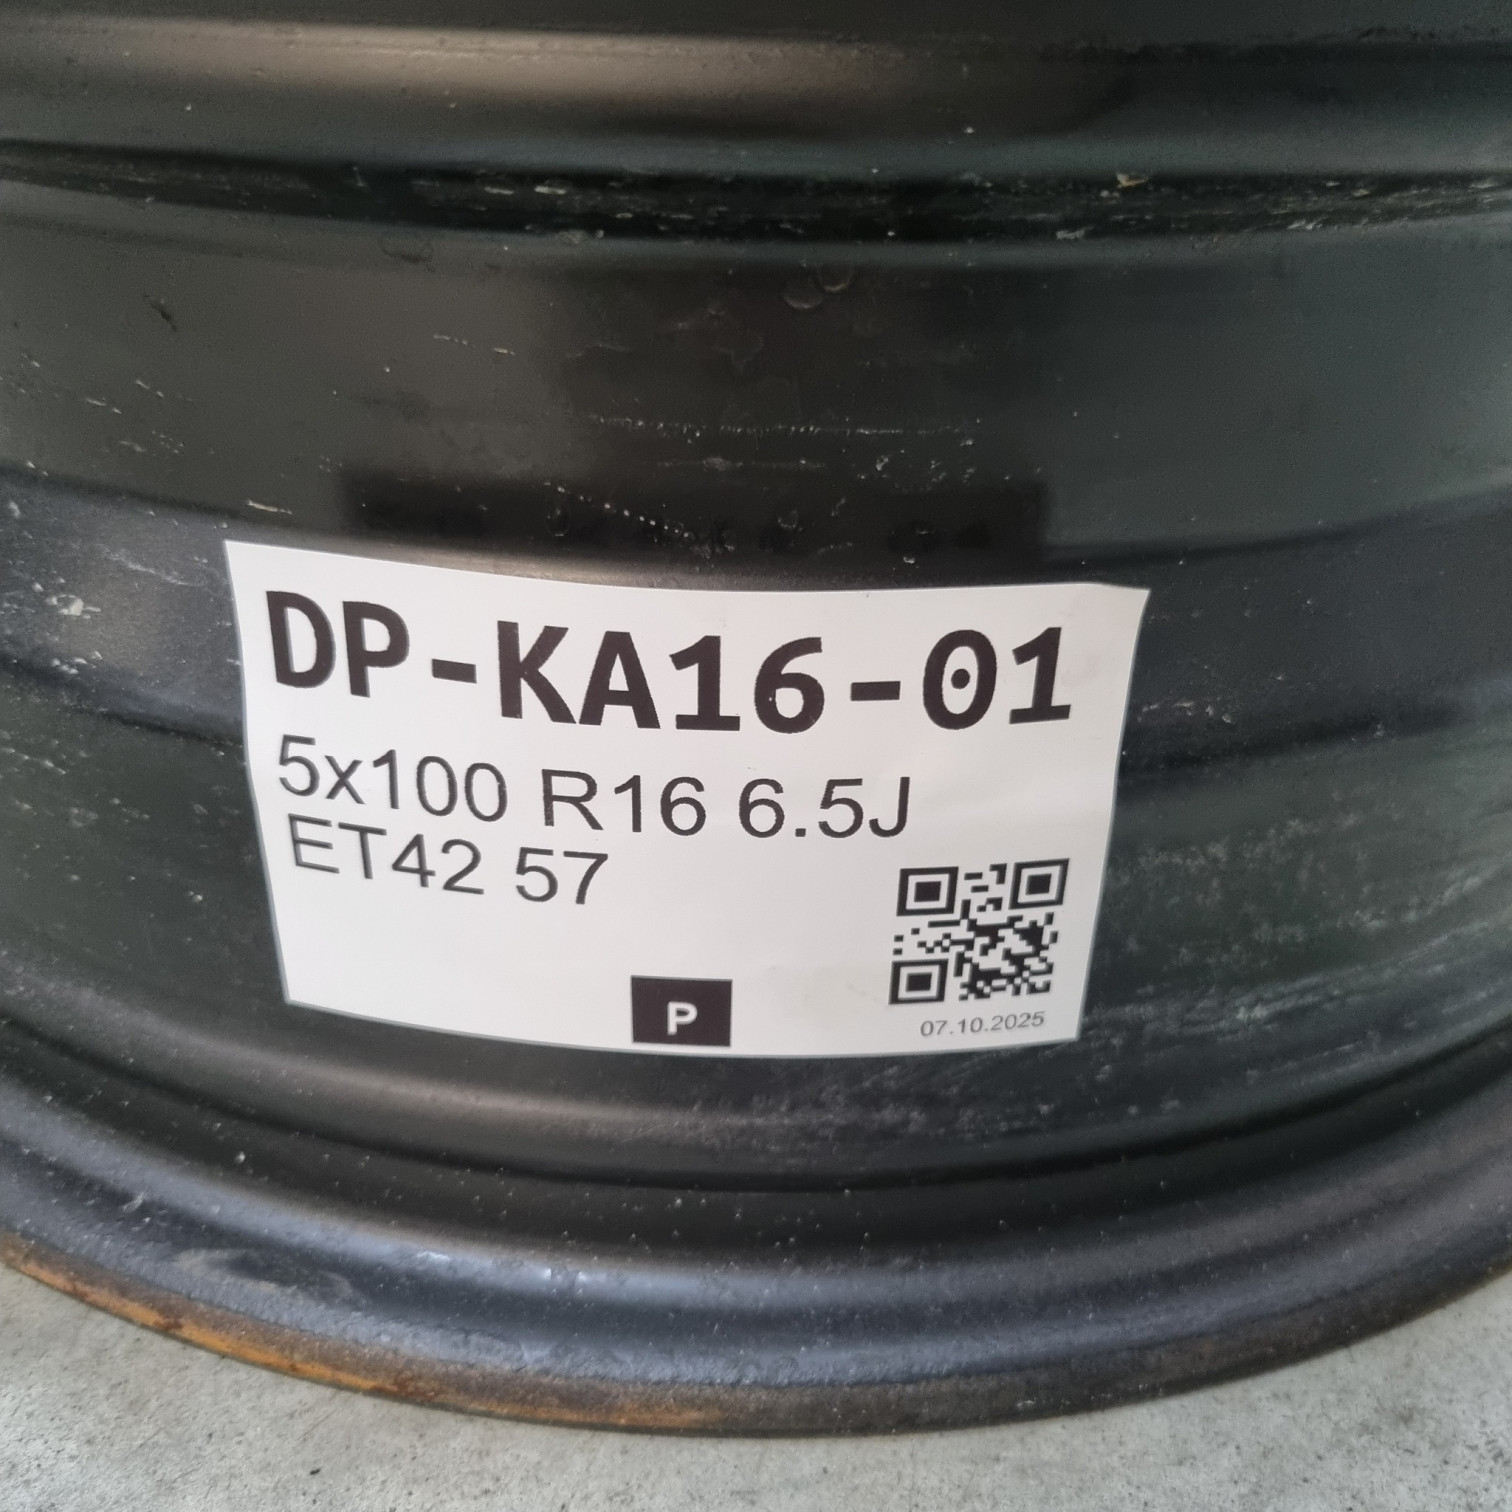 DP-KA16-01
5x100 R16 6.5J
ET42 57
P
07.10.2025